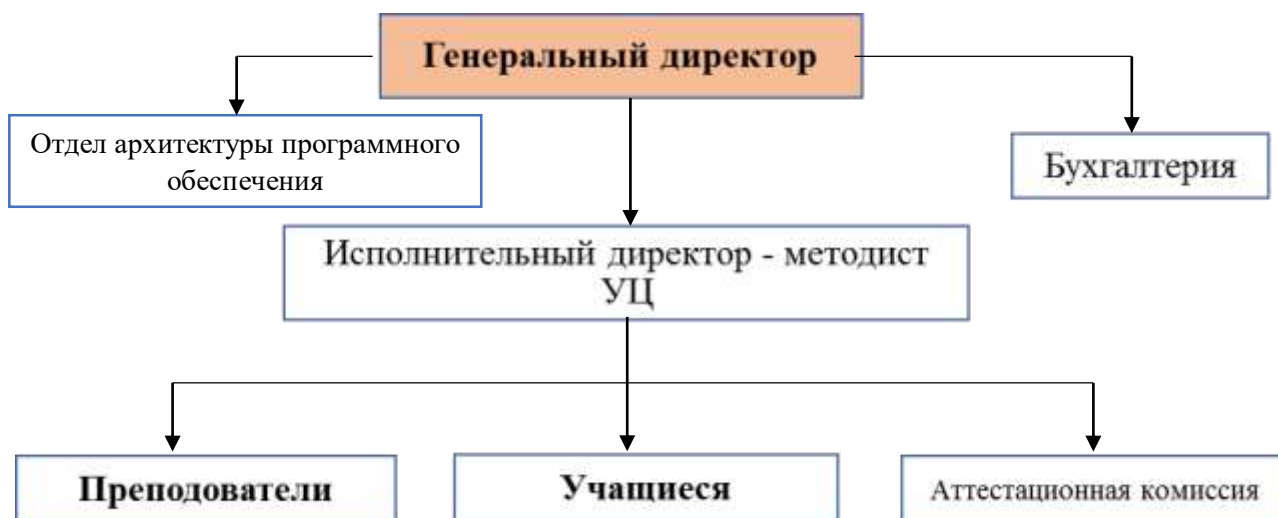 Генеральный директор
Отдел архитектуры программного
обеспечения
Бухгалтерия
Исполнительный директор - методист
УЦ
Преподователи
Учащиеся
Аттестационная комиссия